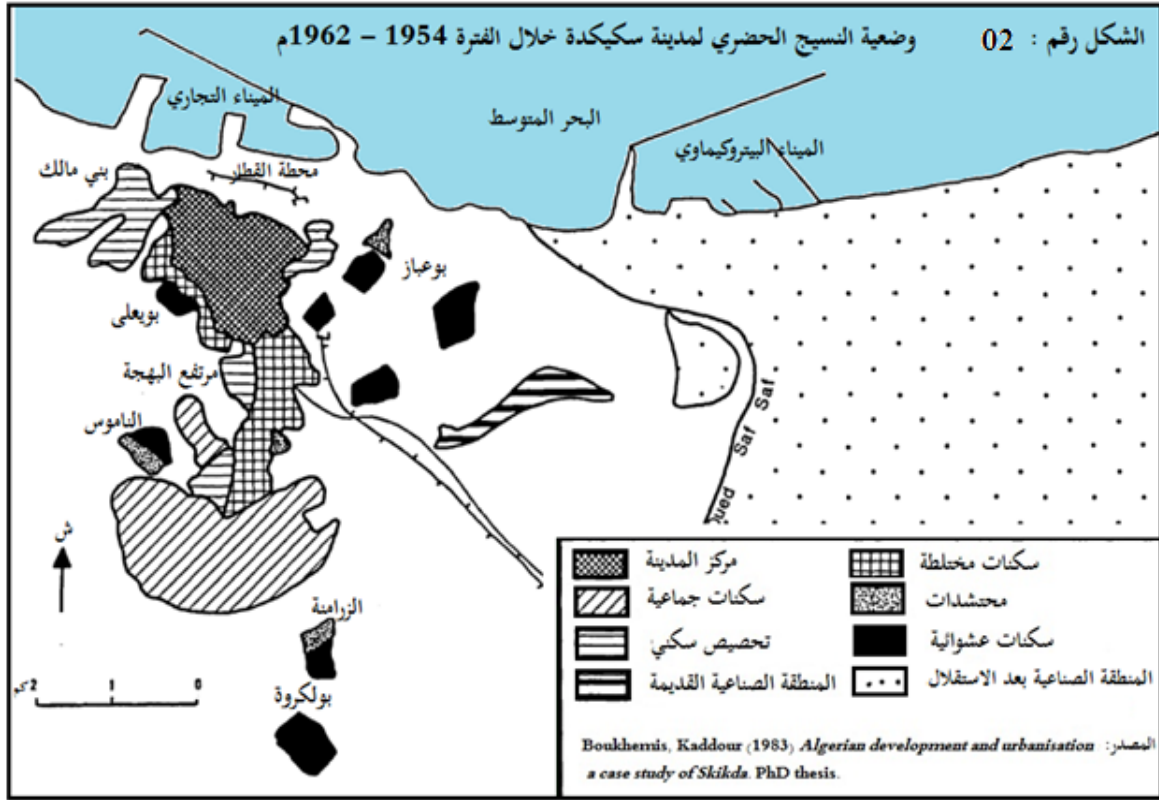 الشكل رقم : 02 وضعية النسيج الحضري لمدينة سكيكدة خلال الفترة 1954 – 1962م
الميناء التجاري
البحر المتوسط
الميناء البيتروكيماوي
محطة القطار
بني مالك
بوعباز
بويعلى
مرتفع البهجة
الناموس
Oued Saf Saf
ش
الزرامنة
بولكروة
2كم 1 0
مركز المدينة
سكنات مختلطة
سكنات جماعية
محتشدات
تحصيص سكني
سكنات عشوائية
المنطقة الصناعية القديمة
المنطقة الصناعية بعد الاستقلال
المصدر: Boukhemis, Kaddour (1983) Algerian development and urbanisation
a case study of Skikda. PhD thesis.